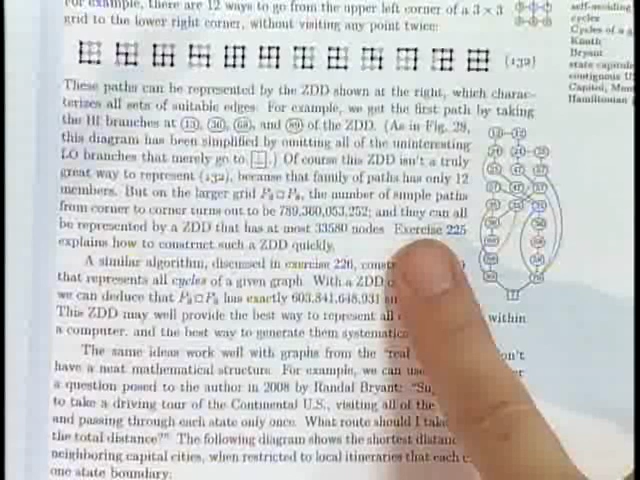 For example, there are 12 ways to go from the upper left corner of a 3 × 3
grid to the lower right corner, without visiting any point twice:
(132)
These paths can be represented by the ZDD shown at the right, which charac-
terizes all sets of suitable edges. For example, we get the first path by taking
the HI branches at (13), (36), (68), and (89) of the ZDD. (As in Fig. 28,
this diagram has been simplified by omitting all of the uninteresting
LO branches that merely go to ⊥.) Of course this ZDD isn't a truly
great way to represent (132), because that family of paths has only 12
members. But on the larger grid P₈ □ P₈, the number of simple paths
from corner to corner turns out to be 789,360,053,252; and they can all
be represented by a ZDD that has at most 33580 nodes. Exercise 225
explains how to construct such a ZDD quickly.
A similar algorithm, discussed in exercise 226,
that represents all cycles of a given graph. With a ZDD
we can deduce that P₈ □ P₈ has exactly 603,841,648,931
This ZDD may well provide the best way to represent all within
a computer, and the best way to generate them
The same ideas work well with graphs from the "real
have a neat mathematical structure. For example, we can
a question posed to the author in 2008 by Randal Bryant:
to take a driving tour of the Continental U.S., visiting all of the
and passing through each state only once. What route should I
the total distance?" The following diagram shows the shortest
neighboring capital cities, when restricted to local itineraries that each
one state boundary.
self-avoiding
cycles
Cycles of a
Knuth
Bryant
state
contiguous
Capitol,
Hamiltonian